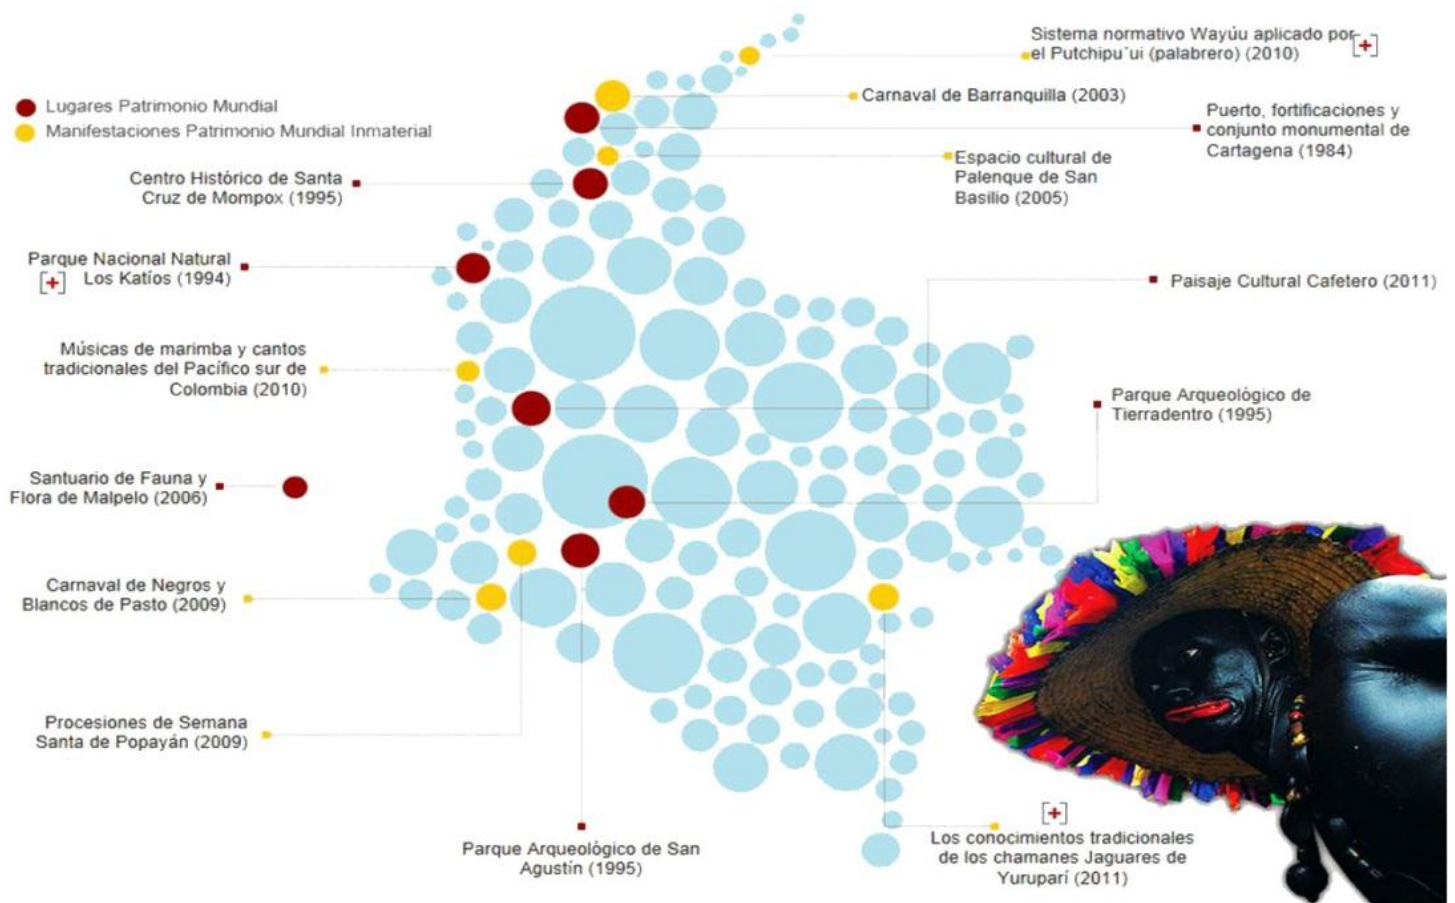 Sistema normativo Wayúu aplicado por
el Putchipu´ui (palabrero) (2010)
Lugares Patrimonio Mundial
Manifestaciones Patrimonio Mundial Inmaterial
Carnaval de Barranquilla (2003)
Puerto, fortificaciones y
conjunto monumental de
Cartagena (1984)
Espacio cultural de
Palenque de San
Basilio (2005)
Centro Histórico de Santa
Cruz de Mompox (1995)
Parque Nacional Natural
Los Katíos (1994)
Paisaje Cultural Cafetero (2011)
Músicas de marimba y cantos
tradicionales del Pacífico sur de
Colombia (2010)
Parque Arqueológico de
Tierradentro (1995)
Santuario de Fauna y
Flora de Malpelo (2006)
Carnaval de Negros y
Blancos de Pasto (2009)
Procesiones de Semana
Santa de Popayán (2009)
Parque Arqueológico de San
Agustín (1995)
Los conocimientos tradicionales
de los chamanes Jaguares de
Yuruparí (2011)